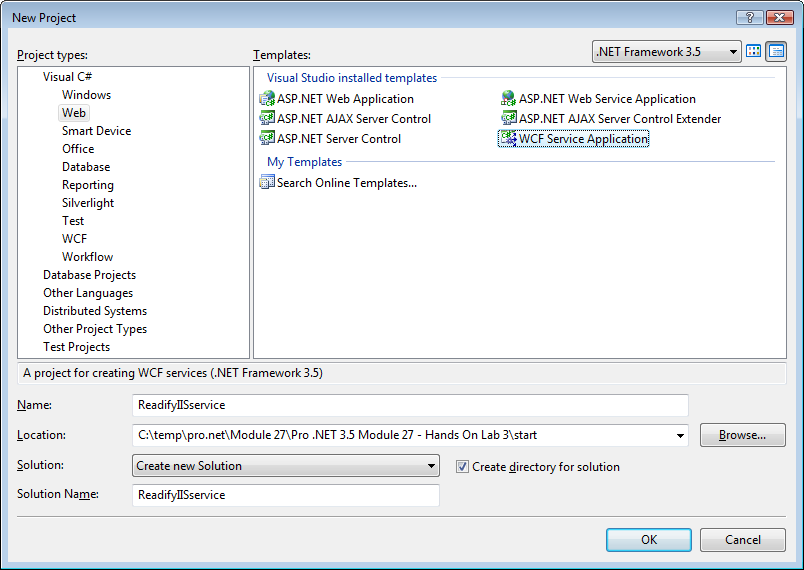 New Project
Project types:
Templates:
.NET Framework 3.5
Visual C#
Windows
Web
Smart Device
Office
Database
Reporting
Silverlight
Test
WCF
Workflow
Database Projects
Other Languages
Distributed Systems
Other Project Types
Test Projects
Visual Studio installed templates
ASP.NET Web Application
ASP.NET Web Service Application
ASP.NET AJAX Server Control
ASP.NET AJAX Server Control Extender
ASP.NET Server Control
WCF Service Application
My Templates
Search Online Templates...
A project for creating WCF services (.NET Framework 3.5)
Name:
ReadifyIISservice
Location:
C:\temp\pro.net\Module 27\Pro .NET 3.5 Module 27 - Hands On Lab 3\start
Browse...
Solution:
Create new Solution
Create directory for solution
Solution Name:
ReadifyIISservice
OK
Cancel